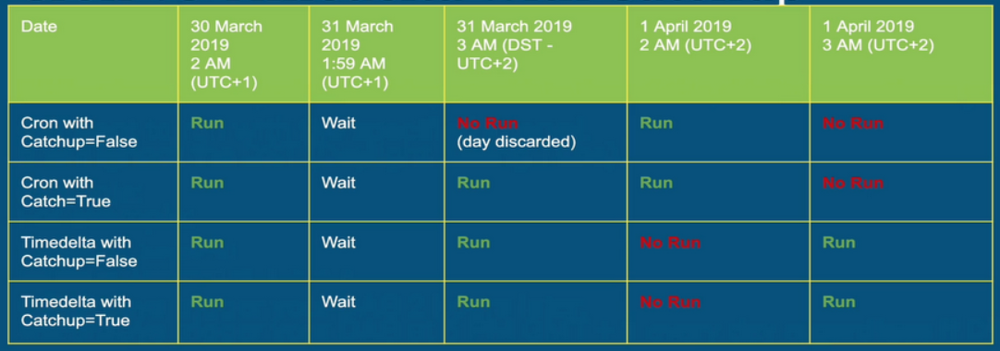 Date
30 March
2019
2 AM
(UTC+1)
31 March
2019
1:59 AM
(UTC+1)
31 March 2019
3 AM (DST -
UTC+2)
1 April 2019
2 AM (UTC+2)
1 April 2019
3 AM (UTC+2)
Cron with
Catchup=False
Run
Wait
No Run
(day discarded)
Run
No Run
Cron with
Catch=True
Run
Wait
Run
Run
No Run
Timedelta with
Catchup=False
Run
Wait
Run
No Run
Run
Timedelta with
Catchup=True
Run
Wait
Run
No Run
Run